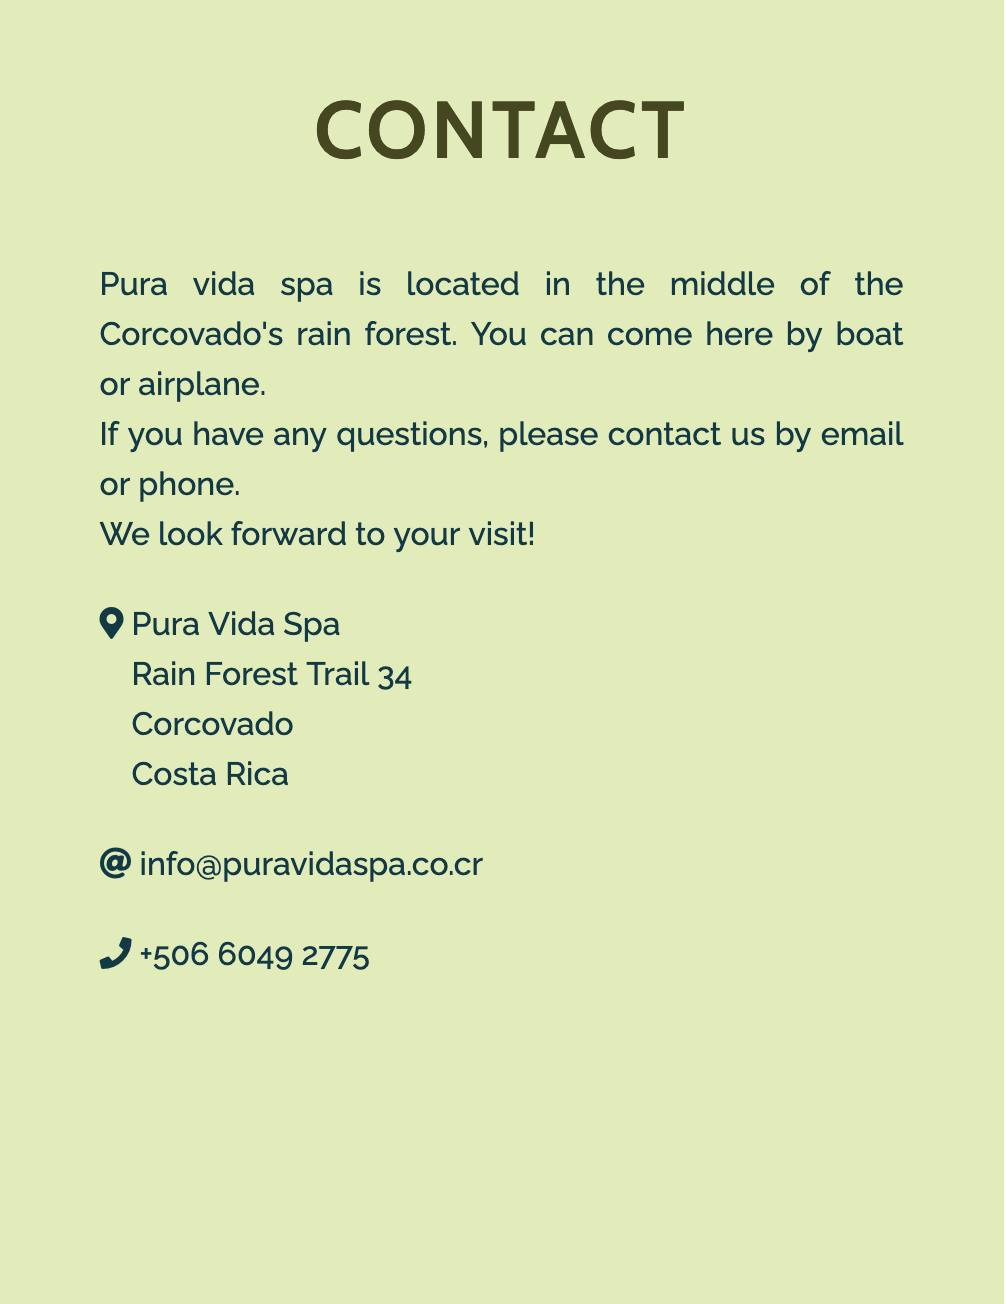 CONTACT
Pura vida spa is located in the middle of the
Corcovado's rain forest. You can come here by boat
or airplane.
If you have any questions, please contact us by email
or phone.
We look forward to your visit!
Pura Vida Spa
Rain Forest Trail 34
Corcovado
Costa Rica
@ info@puravidaspa.co.cr
+506 6049 2775